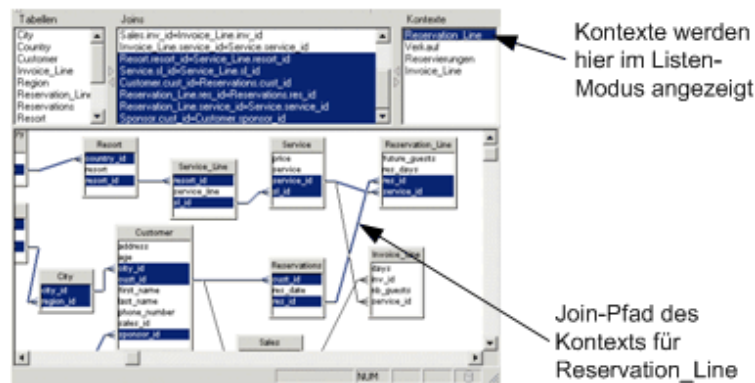 Tabellen
Joins
Kontexte
City
Country
Customer
Invoice_Line
Region
Reservation_Line
Reservations
Resort
Sales.inv_id=Invoice_Line.inv_id
Invoice_Line.service_id=Service.service_id
Resort.resort_id=Service_Line.resort_id
Service.sl_id=Service_Line.sl_id
Customer.cust_id=Reservations.cust_id
Reservation_Line.res_id=Reservations.res_id
Reservation_Line.service_id=Service.service_id
Sponsor.cust_id=Customer.sponsor_id
Reservation_Line
Verkauf
Reservierungen
Invoice_Line
Kontexte werden
hier im Listen-
Modus angezeigt
Resort
country_id
resort
resort_id
Service_Line
resort_id
service_line
sl_id
Service
price
service
service_id
sl_id
Reservation_Line
future_guests
res_days
res_id
service_id
Customer
address
age
city_id
cust_id
first_name
last_name
phone_number
sales_id
sponsor_id
City
city_id
region_id
Reservations
cust_id
res_date
res_id
Invoice_Line
days
inv_id
nb_guests
service_id
Sales
Join-Pfad des
Kontexts für
Reservation_Line
NUM